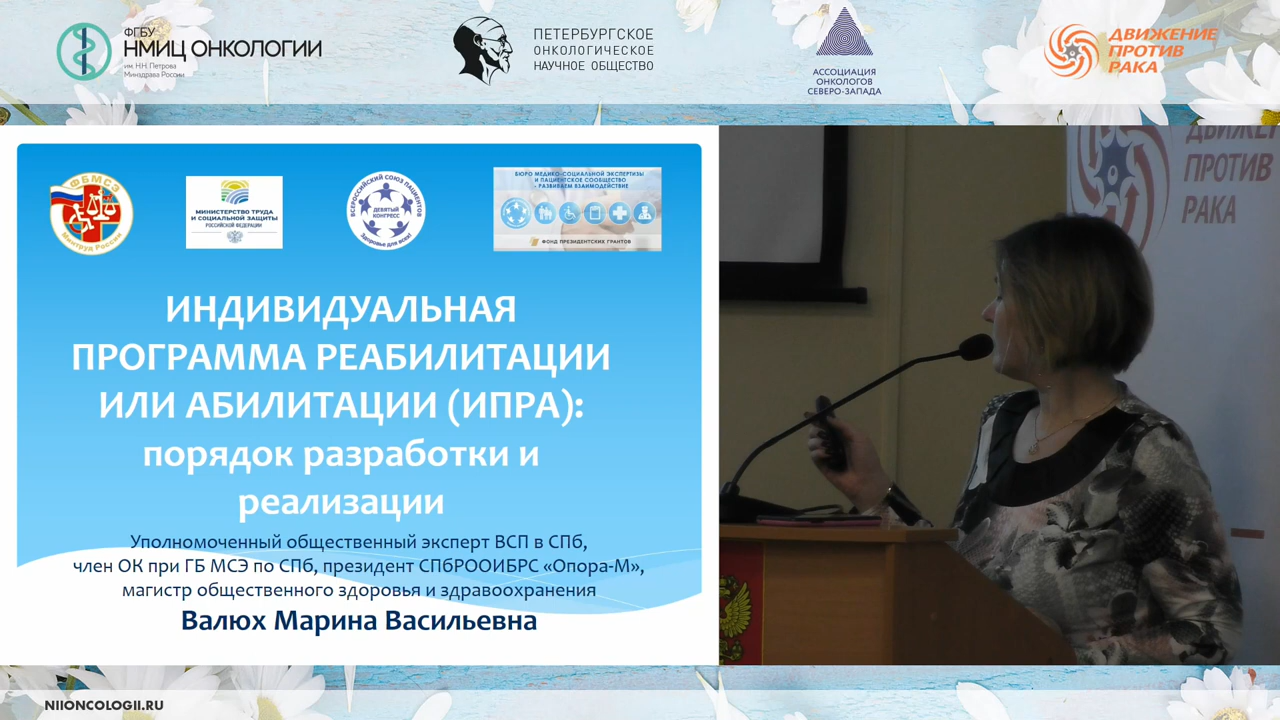 ФГБУ
НМИЦ ОНКОЛОГИИ
им. Н.Н. Петрова
Минздрава России
ПЕТЕРБУРГСКОЕ
ОНКОЛОГИЧЕСКОЕ
НАУЧНОЕ ОБЩЕСТВО
АССОЦИАЦИЯ
ОНКОЛОГОВ
СЕВЕРО-ЗАПАДА
ДВИЖЕНИЕ
ПРОТИВ
РАКА
ФБМСЭ
Минтруд России
МИНИСТЕРСТВО ТРУДА
И СОЦИАЛЬНОЙ ЗАЩИТЫ
РОССИЙСКОЙ ФЕДЕРАЦИИ
ВСЕРОССИЙСКИЙ СОЮЗ ПАЦИЕНТОВ
ДЕВЯТЫЙ
КОНГРЕСС
Здоровье для всех!
БЮРО МЕДИКО-СОЦИАЛЬНОЙ ЭКСПЕРТИЗЫ
И ПАЦИЕНТСКОЕ СООБЩЕСТВО
- РАЗВИВАЕМ ВЗАИМОДЕЙСТВИЕ
ФОНД ПРЕЗИДЕНТСКИХ ГРАНТОВ
ИНДИВИДУАЛЬНАЯ
ПРОГРАММА РЕАБИЛИТАЦИИ
ИЛИ АБИЛИТАЦИИ (ИПРА):
порядок разработки и
реализации
Уполномоченный общественный эксперт ВСП в СПб,
член ОК при ГБ МСЭ по СПб, президент СПбРООИБРС «Опора-М»,
магистр общественного здоровья и здравоохранения
Валюх Марина Васильевна
ПРОТИВ
РАКА
NIIONCOLOGII.RU